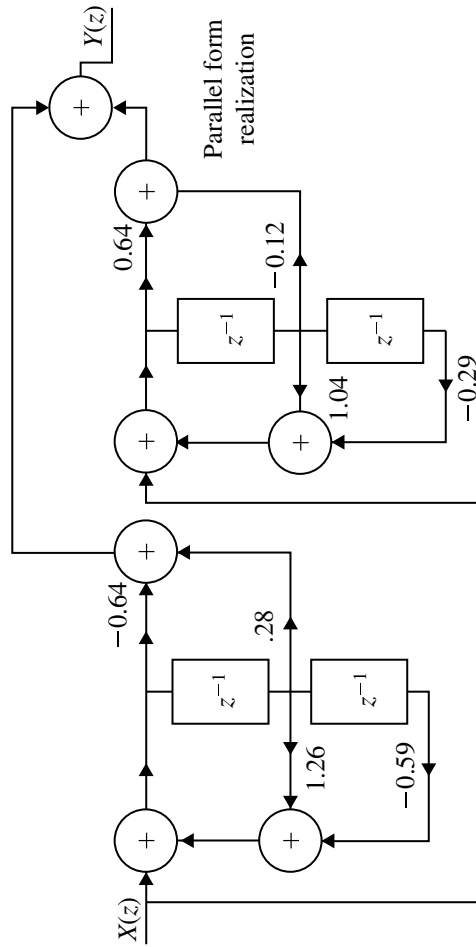 X(z)
+
+
1.26
−0.59
z⁻¹
z⁻¹
.28
−0.64
+
+
+
1.04
−0.29
z⁻¹
z⁻¹
−0.12
0.64
+
+
Y(z)
Parallel form
realization